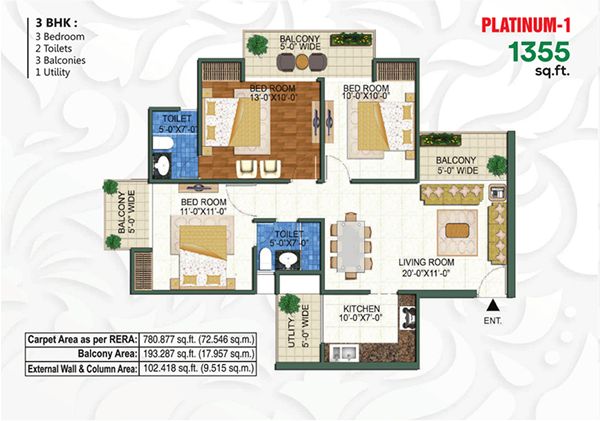 3 BHK :
3 Bedroom
2 Toilets
3 Balconies
1 Utility
PLATINUM-1
1355
sq.ft.
BALCONY
5'-0" WIDE
BED ROOM
13'-0"X10'-0"
BED ROOM
10'-0"X10'-0"
TOILET
5'-0"X7'-0"
BALCONY
5'-0" WIDE
BALCONY
5'-0" WIDE
BED ROOM
11'-0"X11'-0"
TOILET
5'-0"X7'-0"
LIVING ROOM
20'-0"X11'-0"
KITCHEN
10'-0"X7'-0"
UTLITY
5'-0" WIDE
ENT.
Carpet Area as per RERA: 780.877 sq.ft. (72.546 sq.m.)
Balcony Area: 193.287 sq.ft. (17.957 sq.m.)
External Wall & Column Area: 102.418 sq.ft. (9.515 sq.m.)